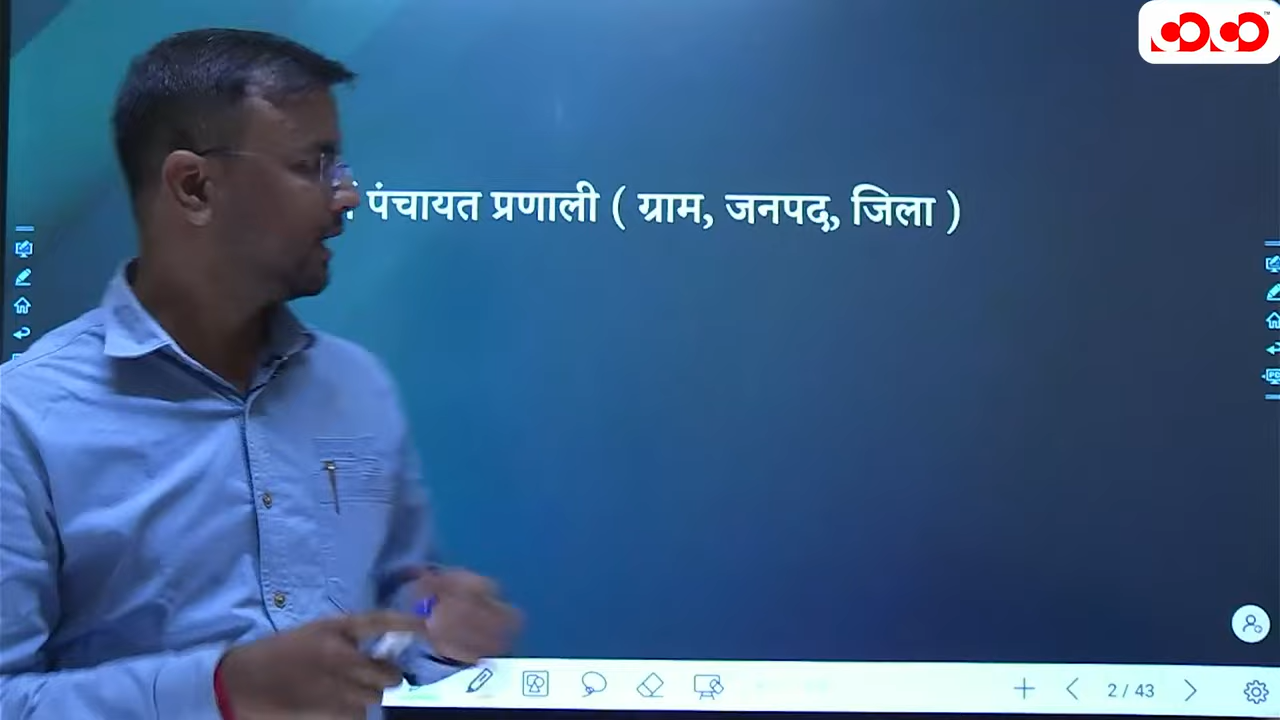 पंचायत प्रणाली ( ग्राम, जनपद, जिला )
2 / 43